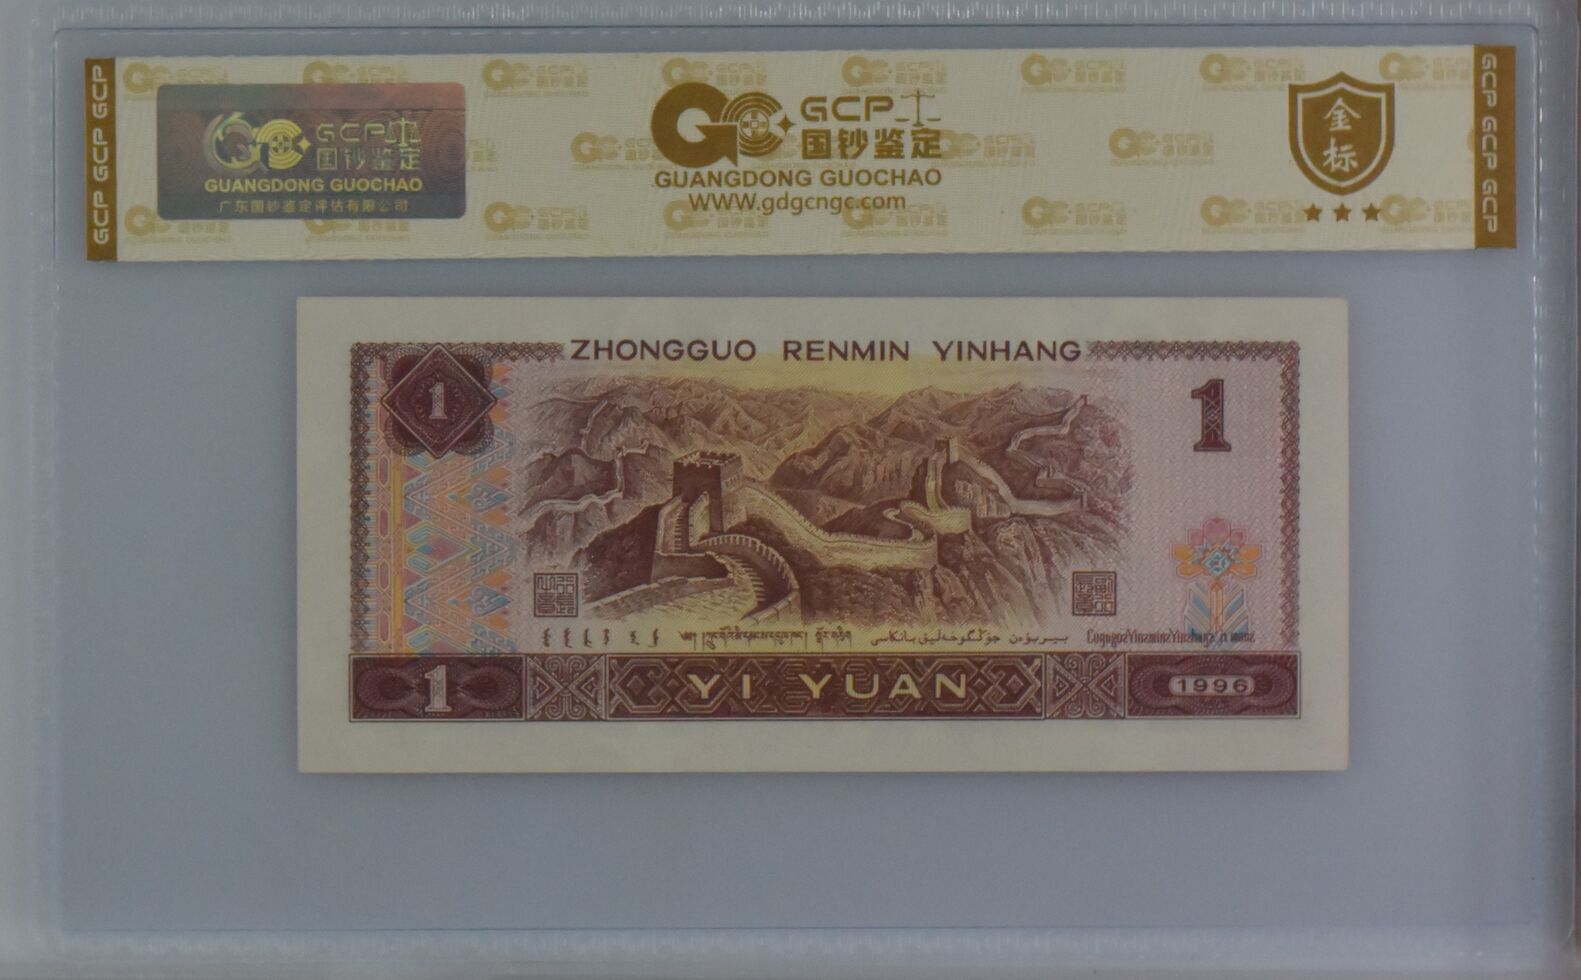 GCP GCP GCP
GCP
国钞鉴定
GUANGDONG GUOCHAO
广东国钞鉴定评估有限公司
GCP
国钞鉴定
GUANGDONG GUOCHAO
WWW.gdgcngc.com
金
标
GCP GCP GCP
ZHONGGUO RENMIN YINHANG
1
1
1
YI YUAN
1996